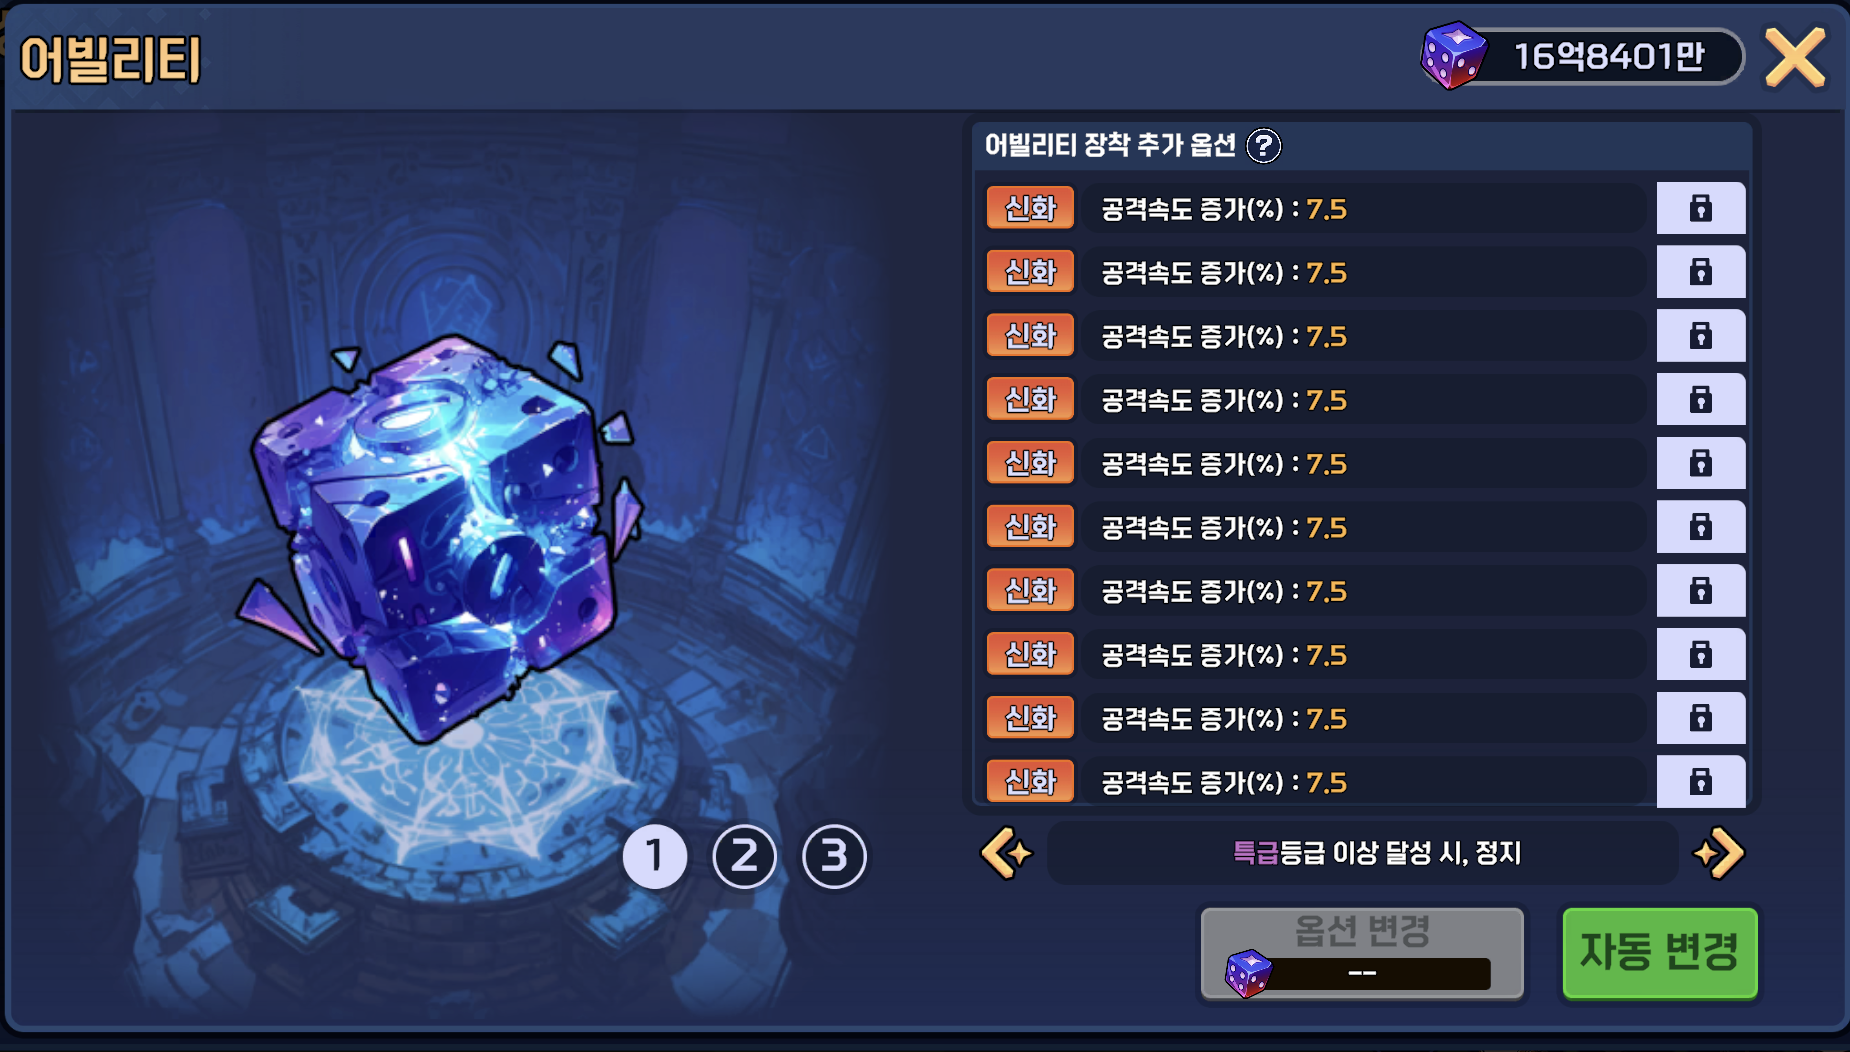 어빌리티
16억8401만
어빌리티 장착 추가 옵션 ?
신화 공격속도 증가(%) : 7.5
신화 공격속도 증가(%) : 7.5
신화 공격속도 증가(%) : 7.5
신화 공격속도 증가(%) : 7.5
신화 공격속도 증가(%) : 7.5
신화 공격속도 증가(%) : 7.5
신화 공격속도 증가(%) : 7.5
신화 공격속도 증가(%) : 7.5
신화 공격속도 증가(%) : 7.5
신화 공격속도 증가(%) : 7.5
1 2 3
특급등급 이상 달성 시, 정지
옵션 변경
--
자동 변경